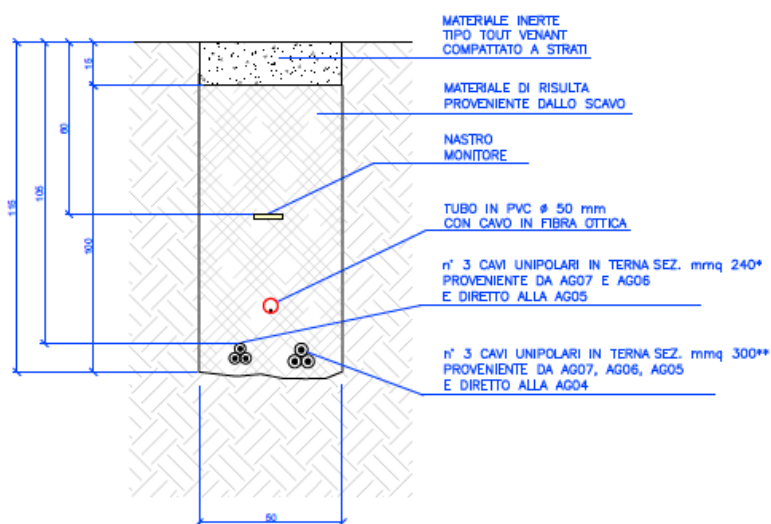 MATERIALE INERTE
TIPO TOUT VENANT
COMPATTATO A STRATI
MATERIALE DI RISULTA
PROVENIENTE DALLO SCAVO
NASTRO
MONITORE
TUBO IN PVC ø 50 mm
CON CAVO IN FIBRA OTTICA
n° 3 CAVI UNIPOLARI IN TERNA SEZ. mmq 240*
PROVENIENTE DA AG07 E AG06
E DIRETTO ALLA AG05
n° 3 CAVI UNIPOLARI IN TERNA SEZ. mmq 300**
PROVENIENTE DA AG07, AG06, AG05
E DIRETTO ALLA AG04
15
60
105
115
100
50